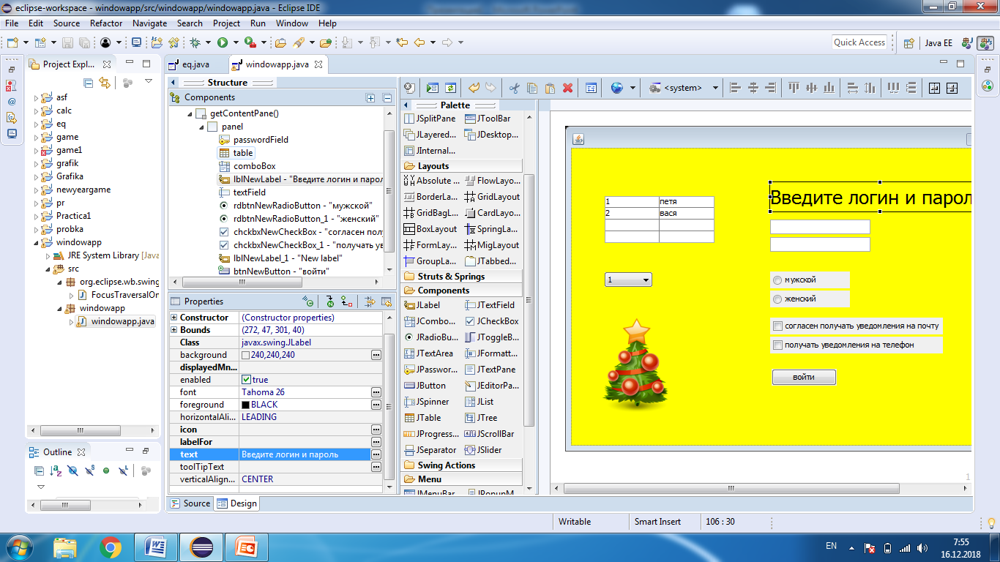 eclipse-workspace - windowapp/src/windowapp/windowapp.java - Eclipse IDE
File Edit Source Refactor Navigate Search Project Run Window Help
Quick Access
Java EE
Project Expl...
asf
calc
eq
game
game1
grafik
Grafika
newyeargame
pr
Practica1
probka
windowapp
JRE System Library [Java
src
org.eclipse.wb.swing
FocusTraversalOn
windowapp
windowapp.java
Outline
eq.java
windowapp.java
Structure
Components
getContentPane()
panel
passwordField
table
comboBox
lblNewLabel - "Введите логин и парол
textField
rdbtnNewRadioButton - "мужской"
rdbtnNewRadioButton_1 - "женский"
chckbxNewCheckBox - "согласен пол
chckbxNewCheckBox_1 - "получать ув
lblNewLabel_1 - "New label"
btnNewButton - "войти"
Properties
Constructor (Constructor properties)
Bounds (272, 47, 301, 40)
Class javax.swing.JLabel
background 240,240,240
displayedMn...
enabled true
font Tahoma 26
foreground BLACK
horizontalAli... LEADING
icon
labelFor
text Введите логин и пароль
toolTipText
verticalAlign... CENTER
Source Design
<system>
Palette
JSplitPane JToolBar
JLayered... JDesktop...
JInternal...
Layouts
Absolute ... FlowLayo...
BorderLa... GridLayout
GridBagL... CardLayo...
BoxLayout SpringLa...
FormLay... MigLayout
GroupLa... JTabbed...
Struts & Springs
Components
JLabel JTextField
JCombo... JCheckBox
JRadioBu... JToggleB...
JTextArea JFormatt...
JPasswor... JTextPane
JButton JEditorPa...
JSpinner JList
JTable JTree
JProgress... JScrollBar
JSeparator JSlider
Swing Actions
Menu
JMenuBar JPopupM...
Введите логин и пароль
1 петя
2 вася
1
мужской
женский
согласен получать уведомления на почту
получать уведомления на телефон
войти
1
Writable Smart Insert 106 : 30
EN
7:55
16.12.2018